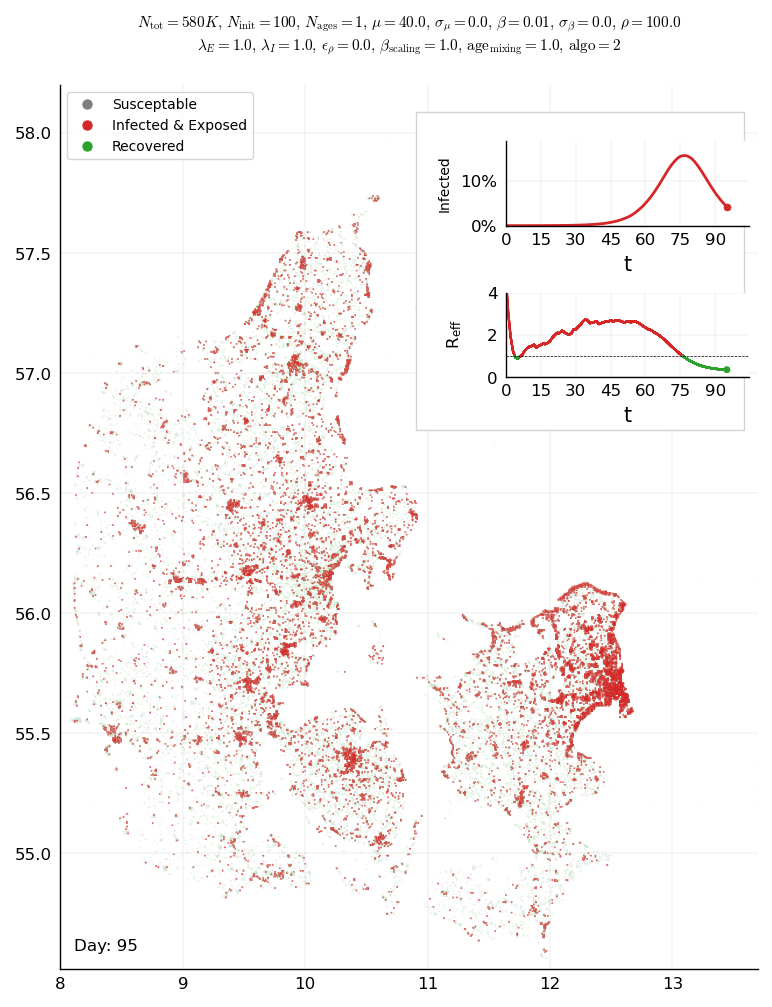 N_tot = 580K, N_init = 100, N_ages = 1, μ = 40.0, σ_μ = 0.0, β = 0.01, σ_β = 0.0, ρ = 100.0
λ_E = 1.0, λ_I = 1.0, ϵ_ρ = 0.0, β_scaling = 1.0, age_mixing = 1.0, algo = 2
Susceptable
Infected & Exposed
Recovered
58.0
57.5
57.0
56.5
56.0
55.5
55.0
Infected
10%
0%
0 15 30 45 60 75 90
t
R_eff
4
2
0
0 15 30 45 60 75 90
t
Day: 95
8 9 10 11 12 13